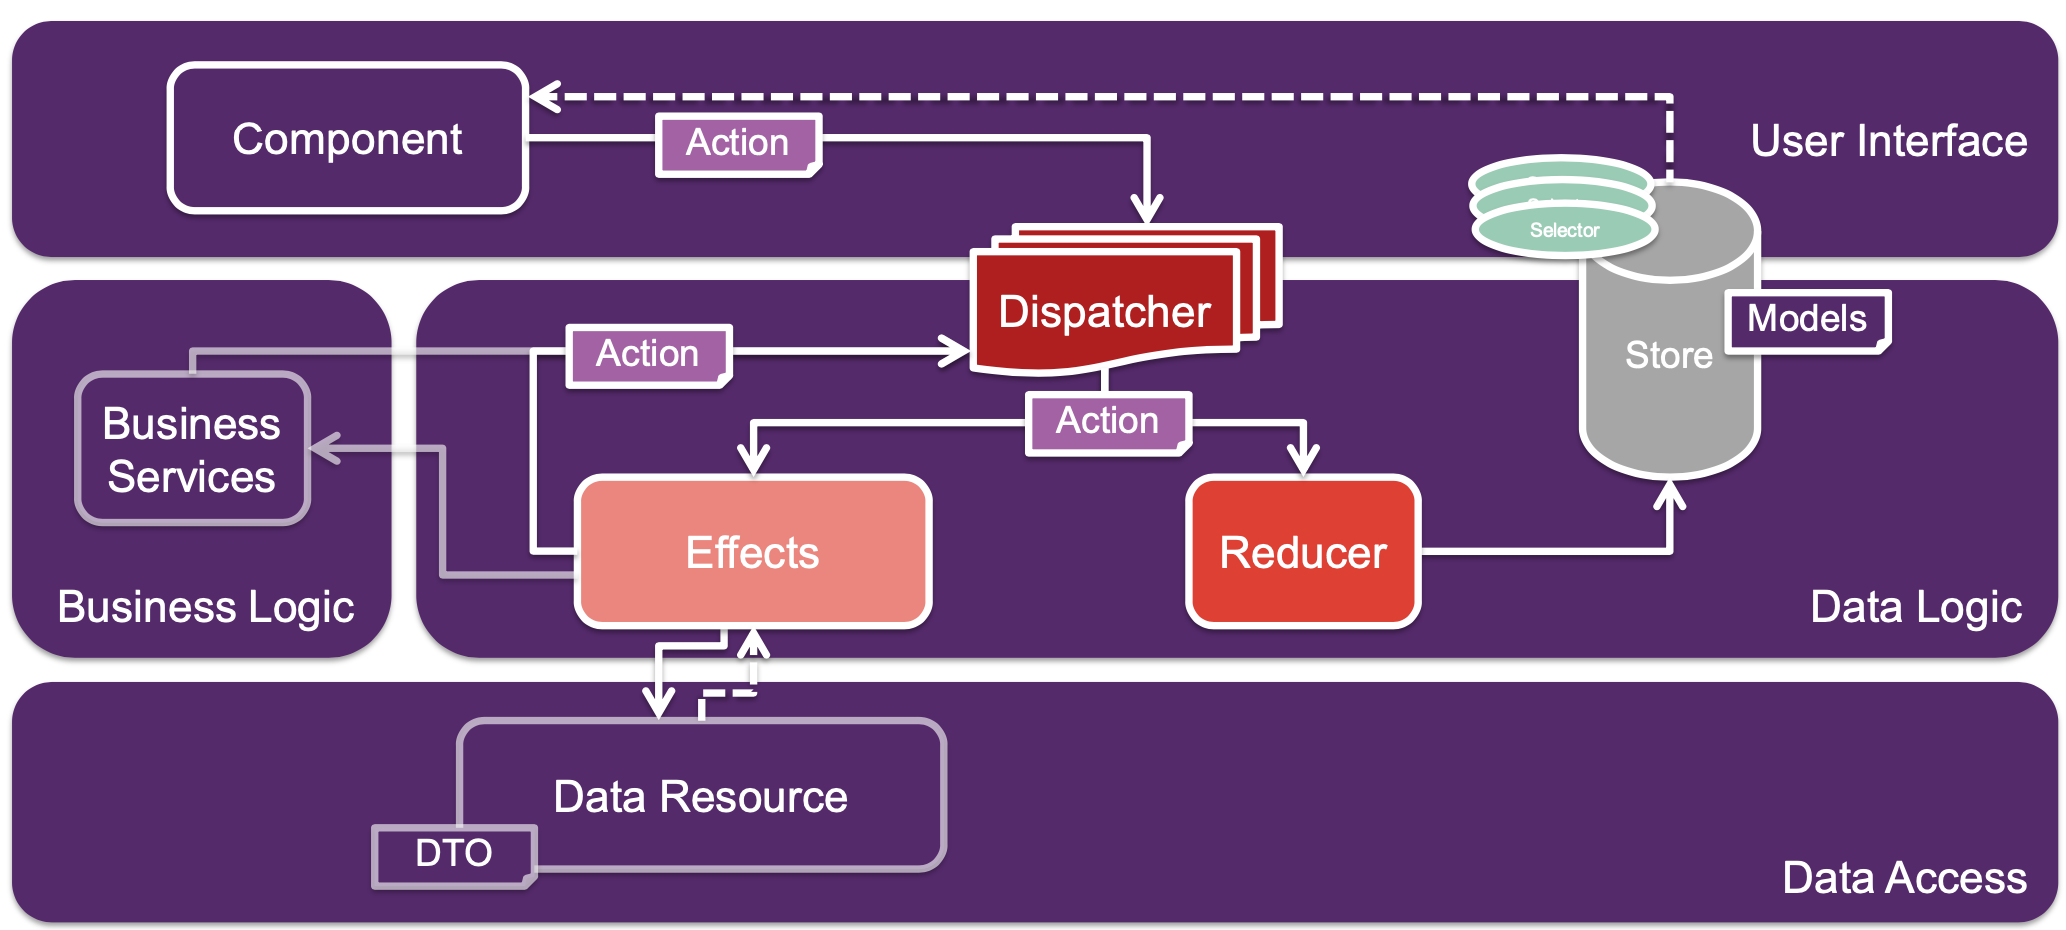 Component
Action
User Interface
Selector
Dispatcher
Models
Action
Store
Business
Services
Action
Effects
Reducer
Business Logic
Data Logic
Data Resource
DTO
Data Access